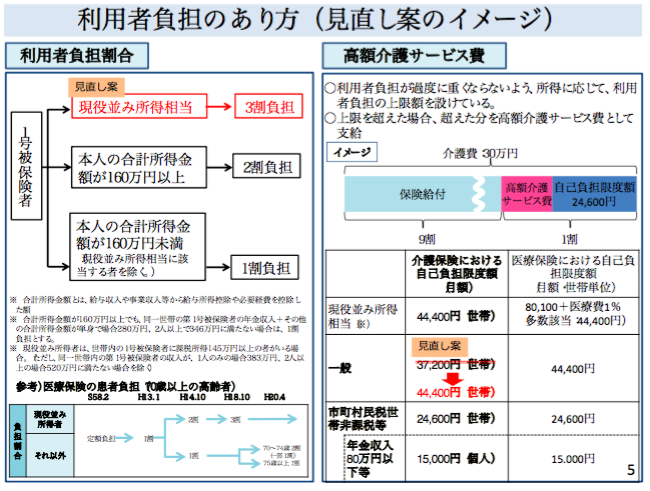 利用者負担のあり方（見直し案のイメージ）
利用者負担割合
見直し案
1号被保険者
現役並み所得相当
3割負担
本人の合計所得金
額が160万円以上
2割負担
本人の合計所得金
額が160万円未満
現役並み所得相当に該
当する者を除く）
1割負担
※ 合計所得金額とは、給与収入や事業収入等から給与所得控除や必要経費を控除し
た額
※ 合計所得金額が160万円以上でも、同一世帯の第1号被保険者の年金収入＋その他
の合計所得金額が単身で280万円、2人以上で346万円に満たない場合は、1割
負担とする。
※ 現役並み所得者は、世帯内の1号被保険者に課税所得145万円以上の者がいる場
合。ただし、同一世帯内の第1号被保険者の収入が、1人のみの場合383万円、2人以
上の場合520万円に満たない場合を除く）
参考）医療保険の患者負担（70歳以上の高齢者）
S58.2 H13.1 H14.10 H18.10 H20.4
負担割合
現役並み
所得者
それ以外
定額負担
1割
2割
3割
1割
70～74歳2割
（一部1割）
75歳以上1割
高額介護サービス費
○利用者負担が過度に重くならないよう、所得に応じて、利用
者負担の上限額を設けている。
○上限を超えた場合、超えた分を高額介護サービス費として
支給
イメージ
介護費 30万円
保険給付
高額介護
サービス費
自己負担限度額
24,600円
9割
1割
介護保険における
自己負担限度額
月額）
医療保険における自己負
担限度額
月額・世帯単位）
現役並み所得
相当 ※）
44,400円 世帯）
80,100＋医療費1%
多数該当：44,400円）
一般
見直し案
37,200円 世帯）
44,400円 世帯）
44,400円
市町村民税世
帯非課税等
24,600円 世帯）
24,600円
年金収入
80万円以
下等
15,000円 個人）
15.000円
5